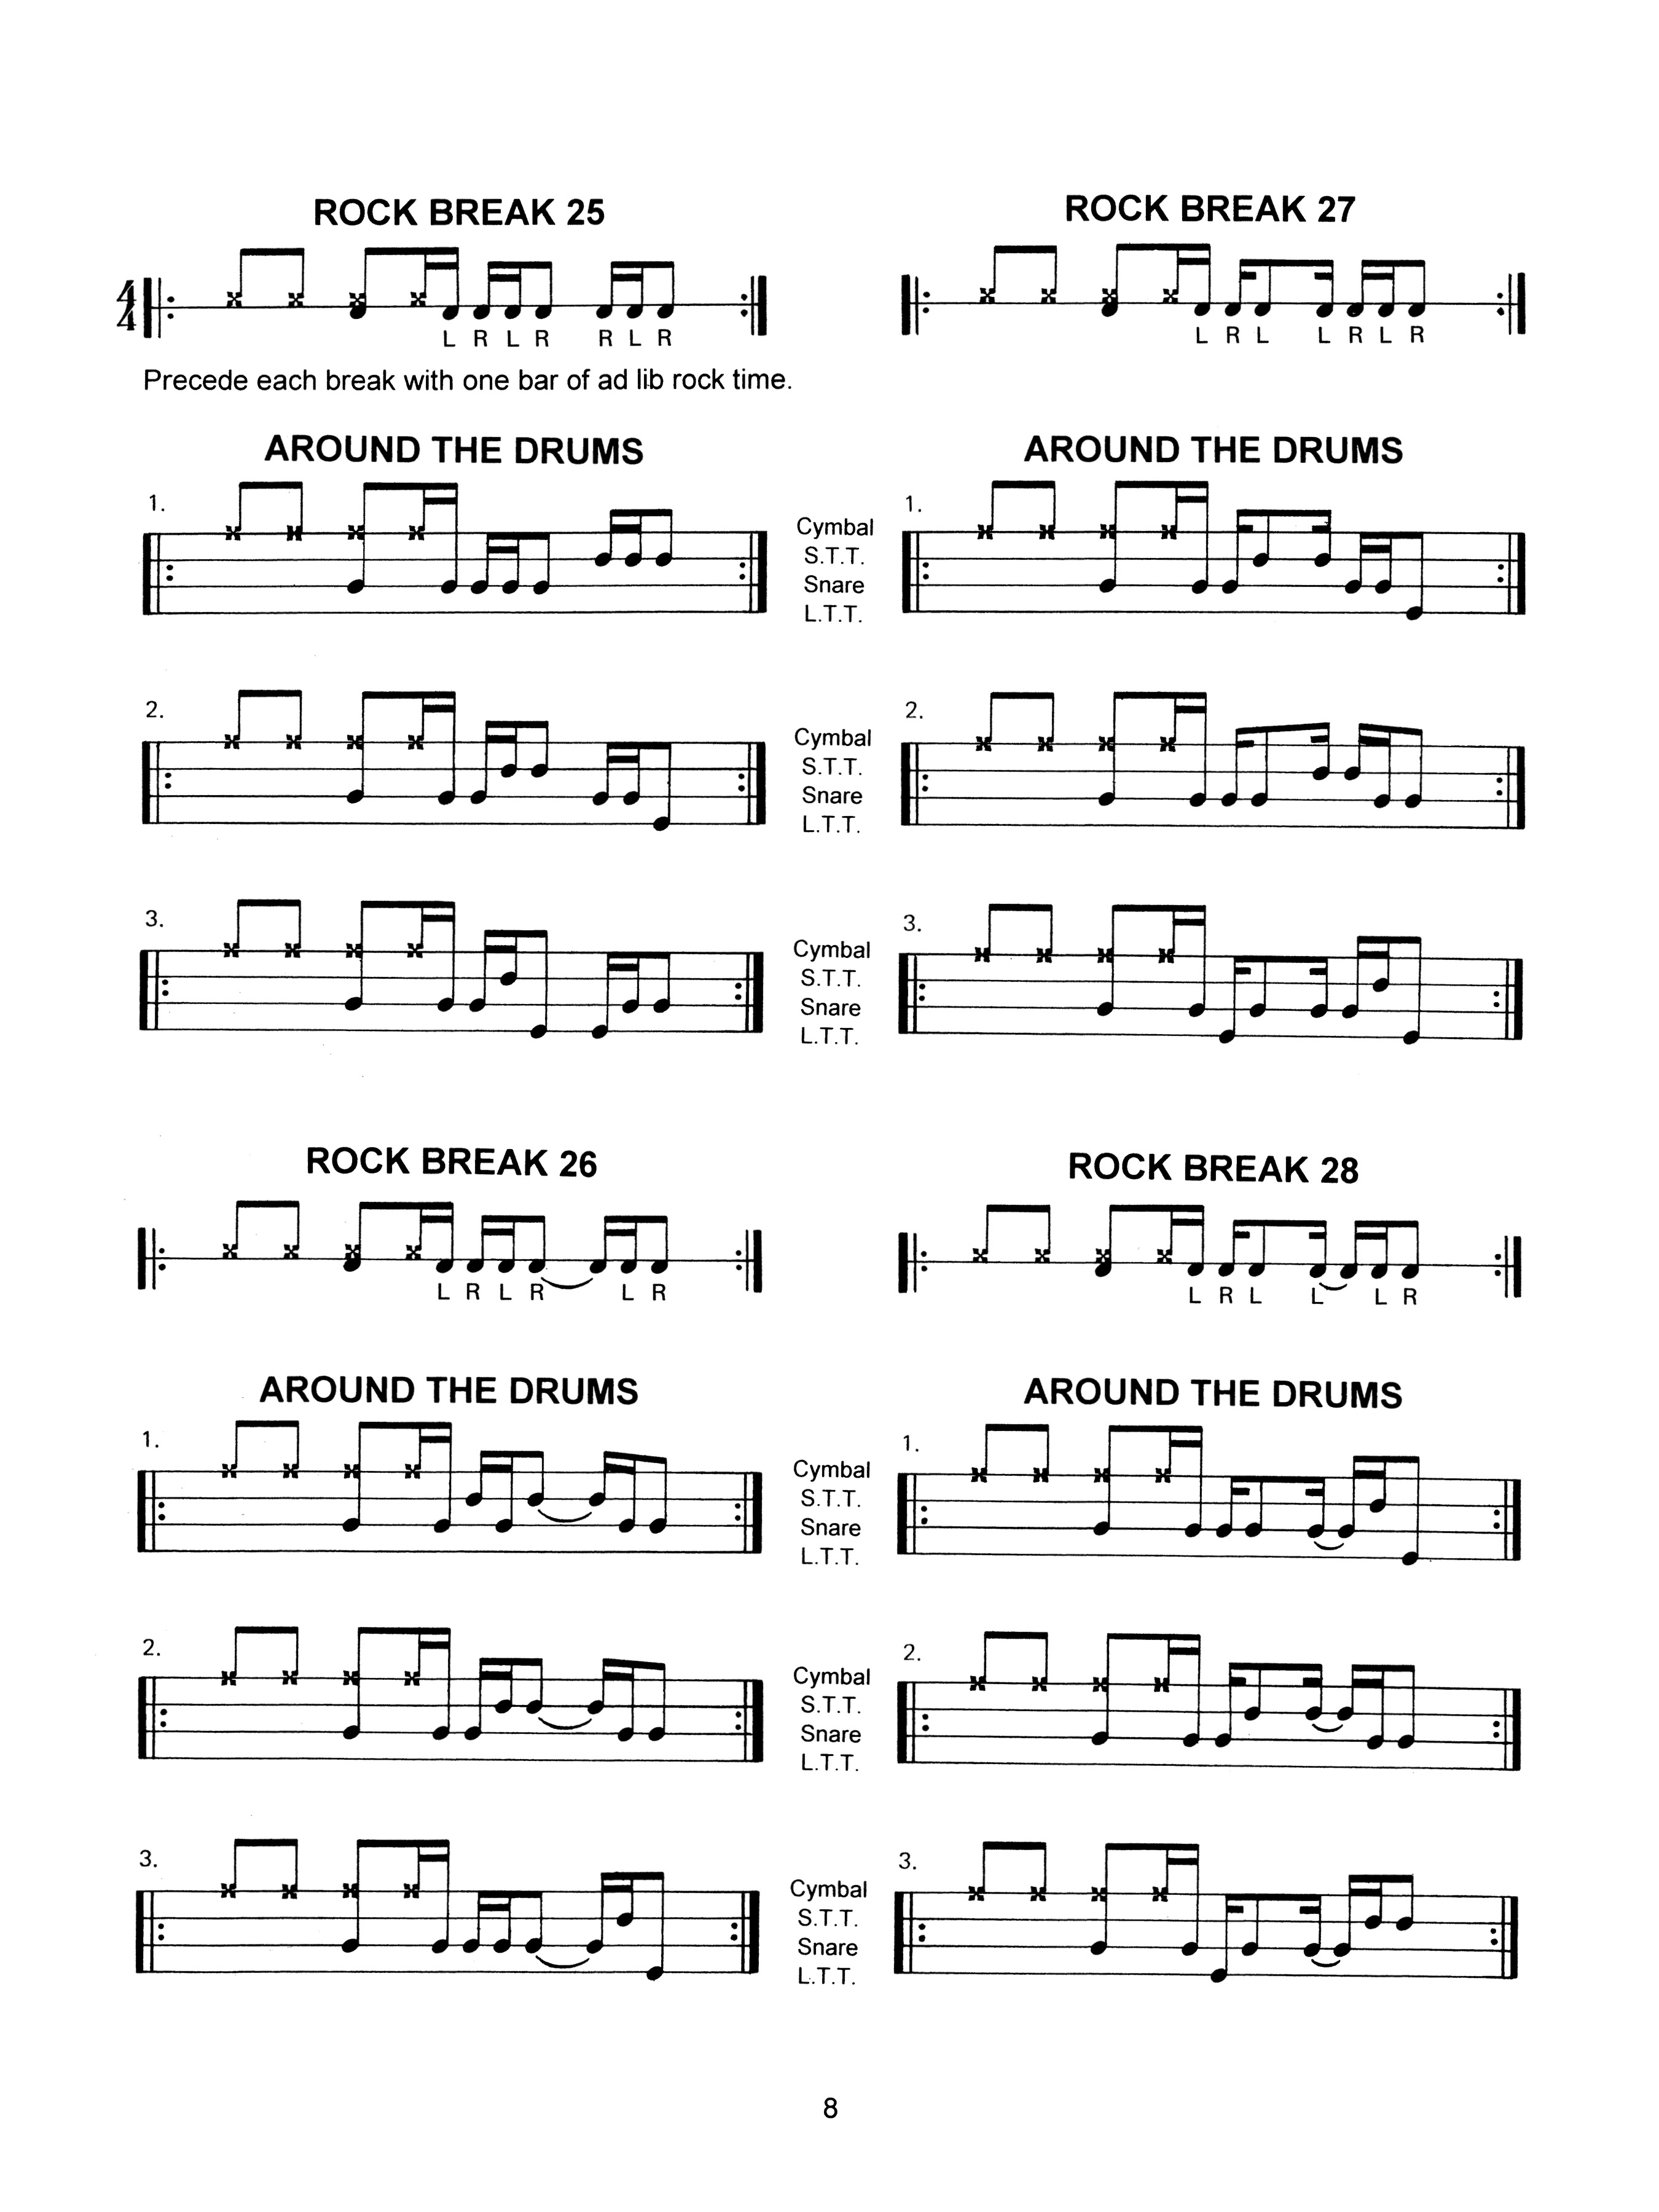 ROCK BREAK 25
4
4
L R L R R L R
Precede each break with one bar of ad lib rock time.
AROUND THE DRUMS
1.
2.
3.
ROCK BREAK 27
L R L L R L R
AROUND THE DRUMS
1.
Cymbal
S.T.T.
Snare
L.T.T.
2.
Cymbal
S.T.T.
Snare
L.T.T.
3.
Cymbal
S.T.T.
Snare
L.T.T.
ROCK BREAK 26
L R L R L R
AROUND THE DRUMS
1.
2.
3.
ROCK BREAK 28
L R L L L R
AROUND THE DRUMS
1.
Cymbal
S.T.T.
Snare
L.T.T.
2.
Cymbal
S.T.T.
Snare
L.T.T.
3.
Cymbal
S.T.T.
Snare
L.T.T.
8